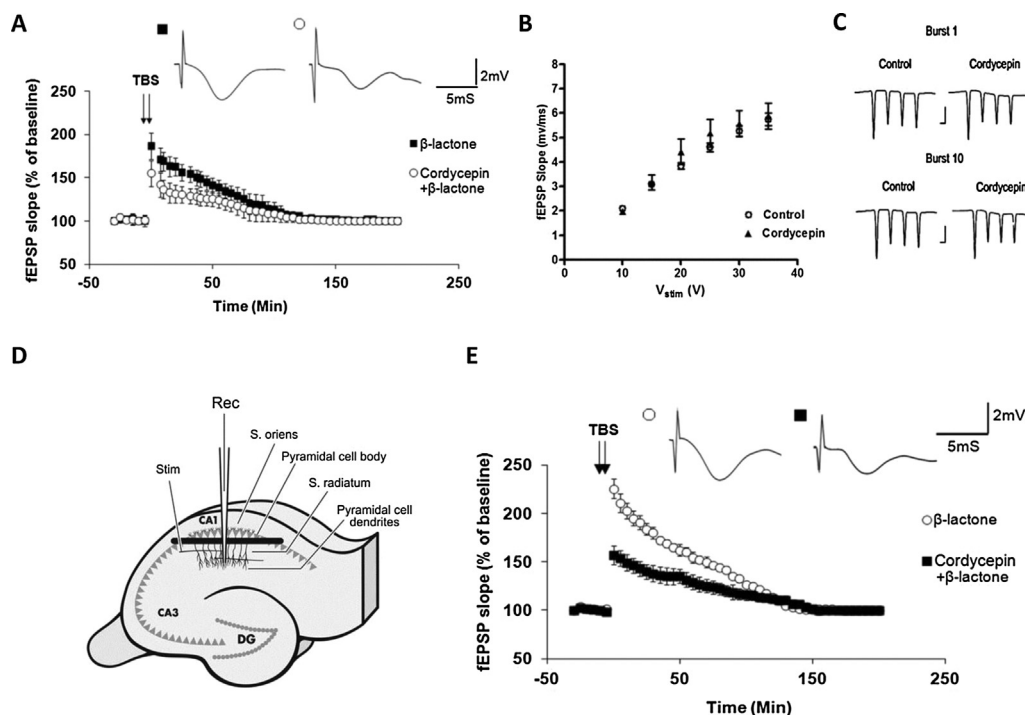 A
TBS
2mV
5mS
fEPSP slope (% of baseline)
250
200
150
100
50
-50
50
150
250
Time (Min)
β-lactone
Cordycepin
+β-lactone
B
fEPSP Slope (mv/ms)
8
7
6
5
4
3
2
1
0
0
10
20
30
40
Vstim (V)
Control
Cordycepin
C
Burst 1
Control
Cordycepin
Burst 10
Control
Cordycepin
D
Rec
S. oriens
Pyramidal cell body
Stim
S. radiatum
Pyramidal cell
dendrites
CA1
CA3
DG
E
TBS
2mV
5mS
fEPSP slope (% of baseline)
250
200
150
100
50
-50
50
150
250
Time (Min)
β-lactone
Cordycepin
+β-lactone